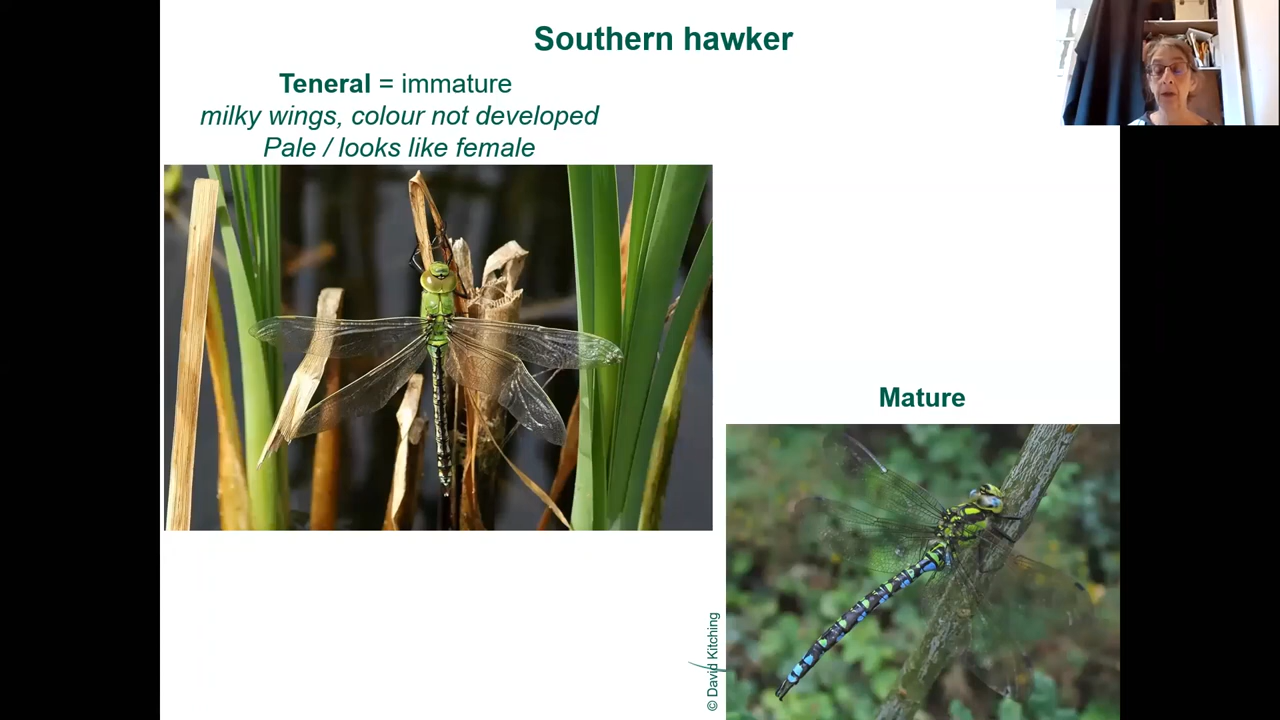 Southern hawker
Teneral = immature
milky wings, colour not developed
Pale / looks like female
Mature
© David Kitching